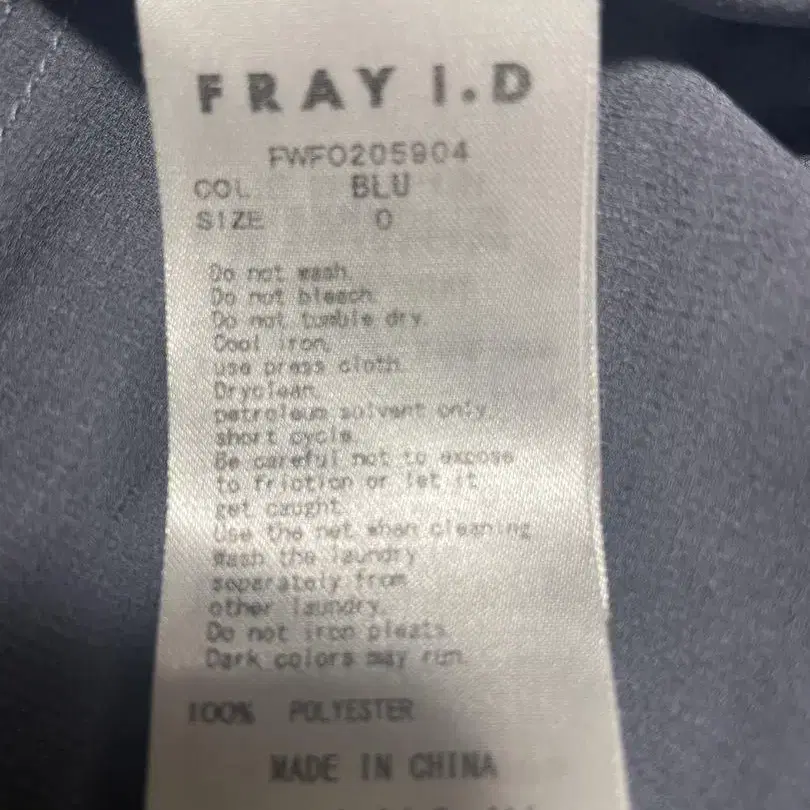 FRAY I.D
FWFO205904
COL BLU
SIZE 0
Do not wash.
Do not bleach.
Do not tumble dry.
Cool iron.
use press cloth.
Dryclean.
petroleum solvent only.
short cycle.
Be careful not to expose
to friction or let it
get caught.
Use the net when cleaning
Wash the laundry
separately from
other laundry.
Do not iron pleats.
Dark colors may run.
100% POLYESTER
MADE IN CHINA